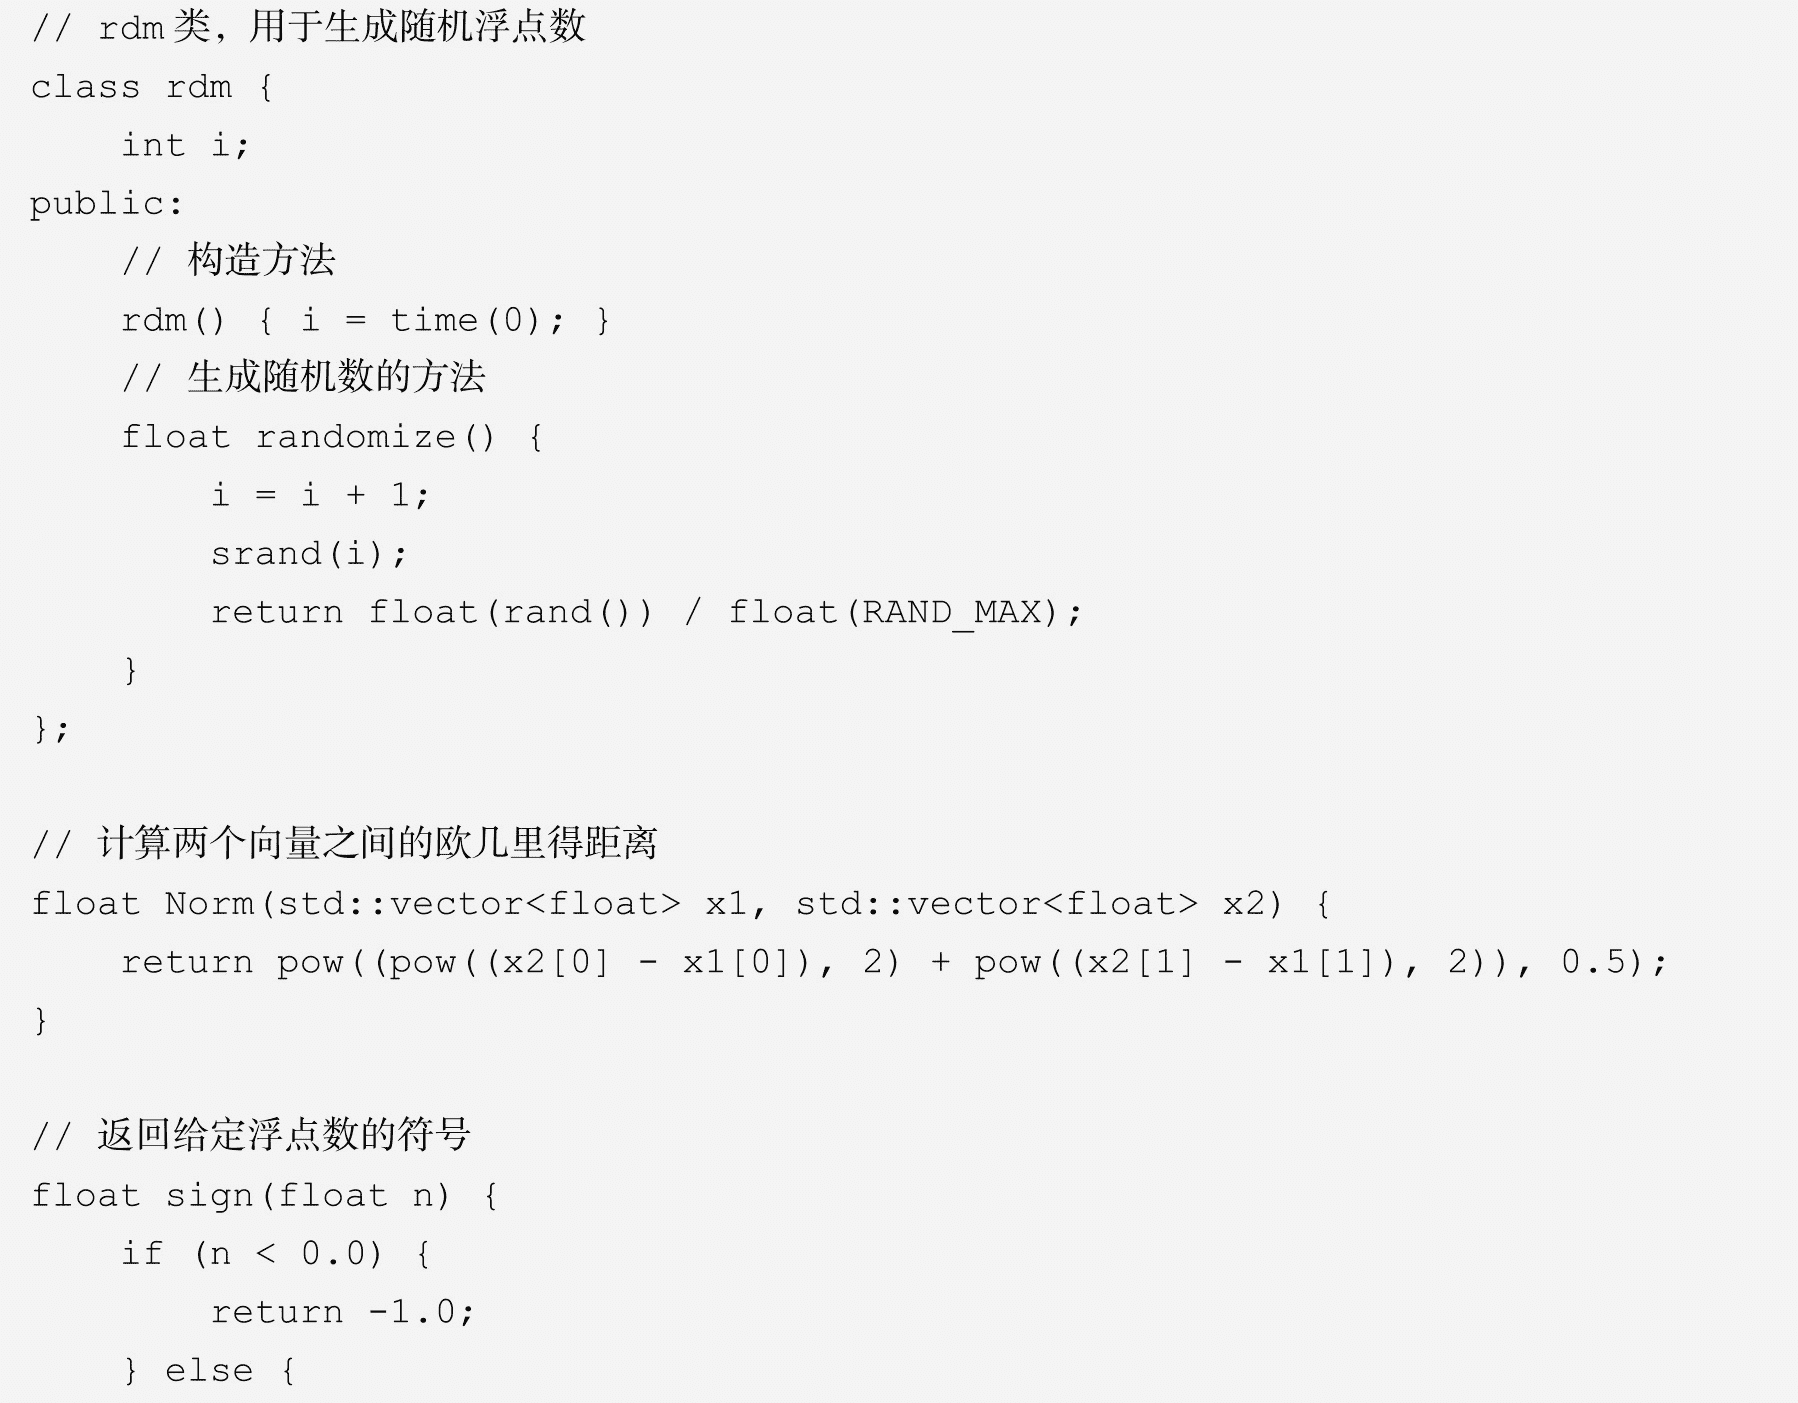 // rdm类，用于生成随机浮点数
class rdm {
    int i;
public:
    // 构造方法
    rdm() { i = time(0); }
    // 生成随机数的方法
    float randomize() {
        i = i + 1;
        srand(i);
        return float(rand()) / float(RAND_MAX);
    }
};

// 计算两个向量之间的欧几里得距离
float Norm(std::vector<float> x1, std::vector<float> x2) {
    return pow((pow((x2[0] - x1[0]), 2) + pow((x2[1] - x1[1]), 2)), 0.5);
}

// 返回给定浮点数的符号
float sign(float n) {
    if (n < 0.0) {
        return -1.0;
    } else {